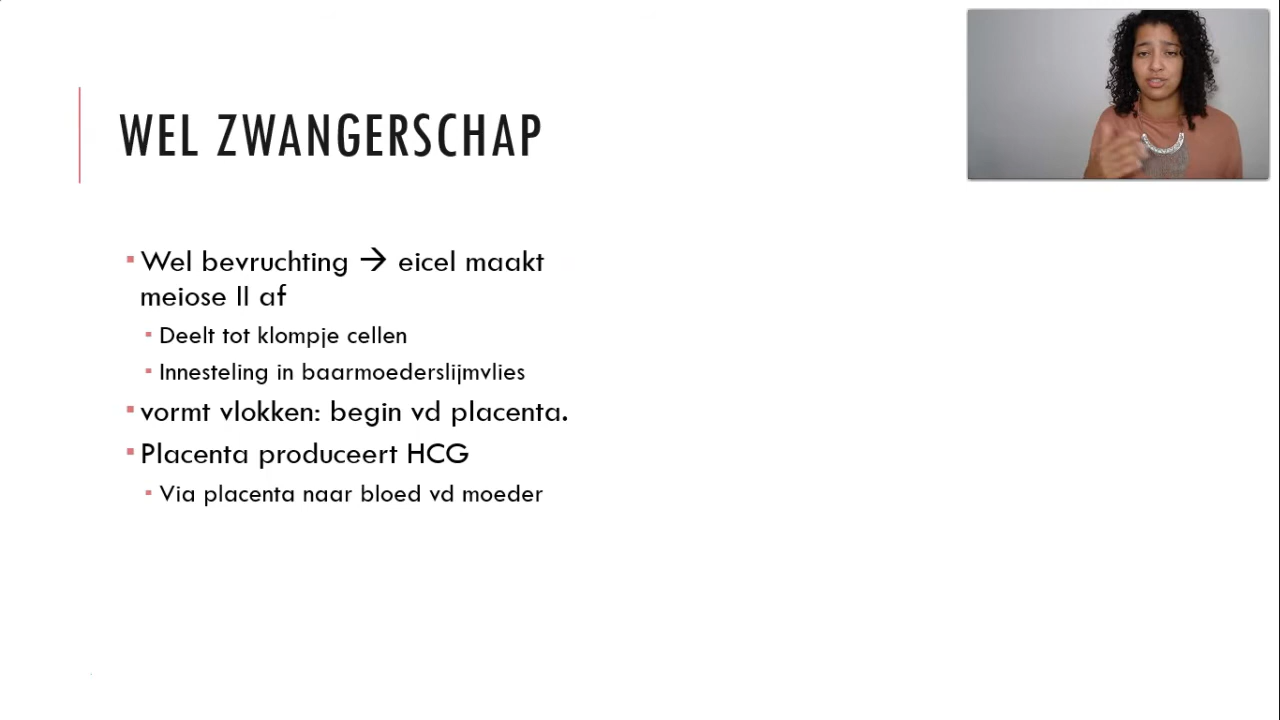 WEL ZWANGERSCHAP
▪ Wel bevruchting → eicel maakt
meiose II af
▪ Deelt tot klompje cellen
▪ Innesteling in baarmoederslijmvlies
▪ vormt vlokken: begin vd placenta.
▪ Placenta produceert HCG
▪ Via placenta naar bloed vd moeder